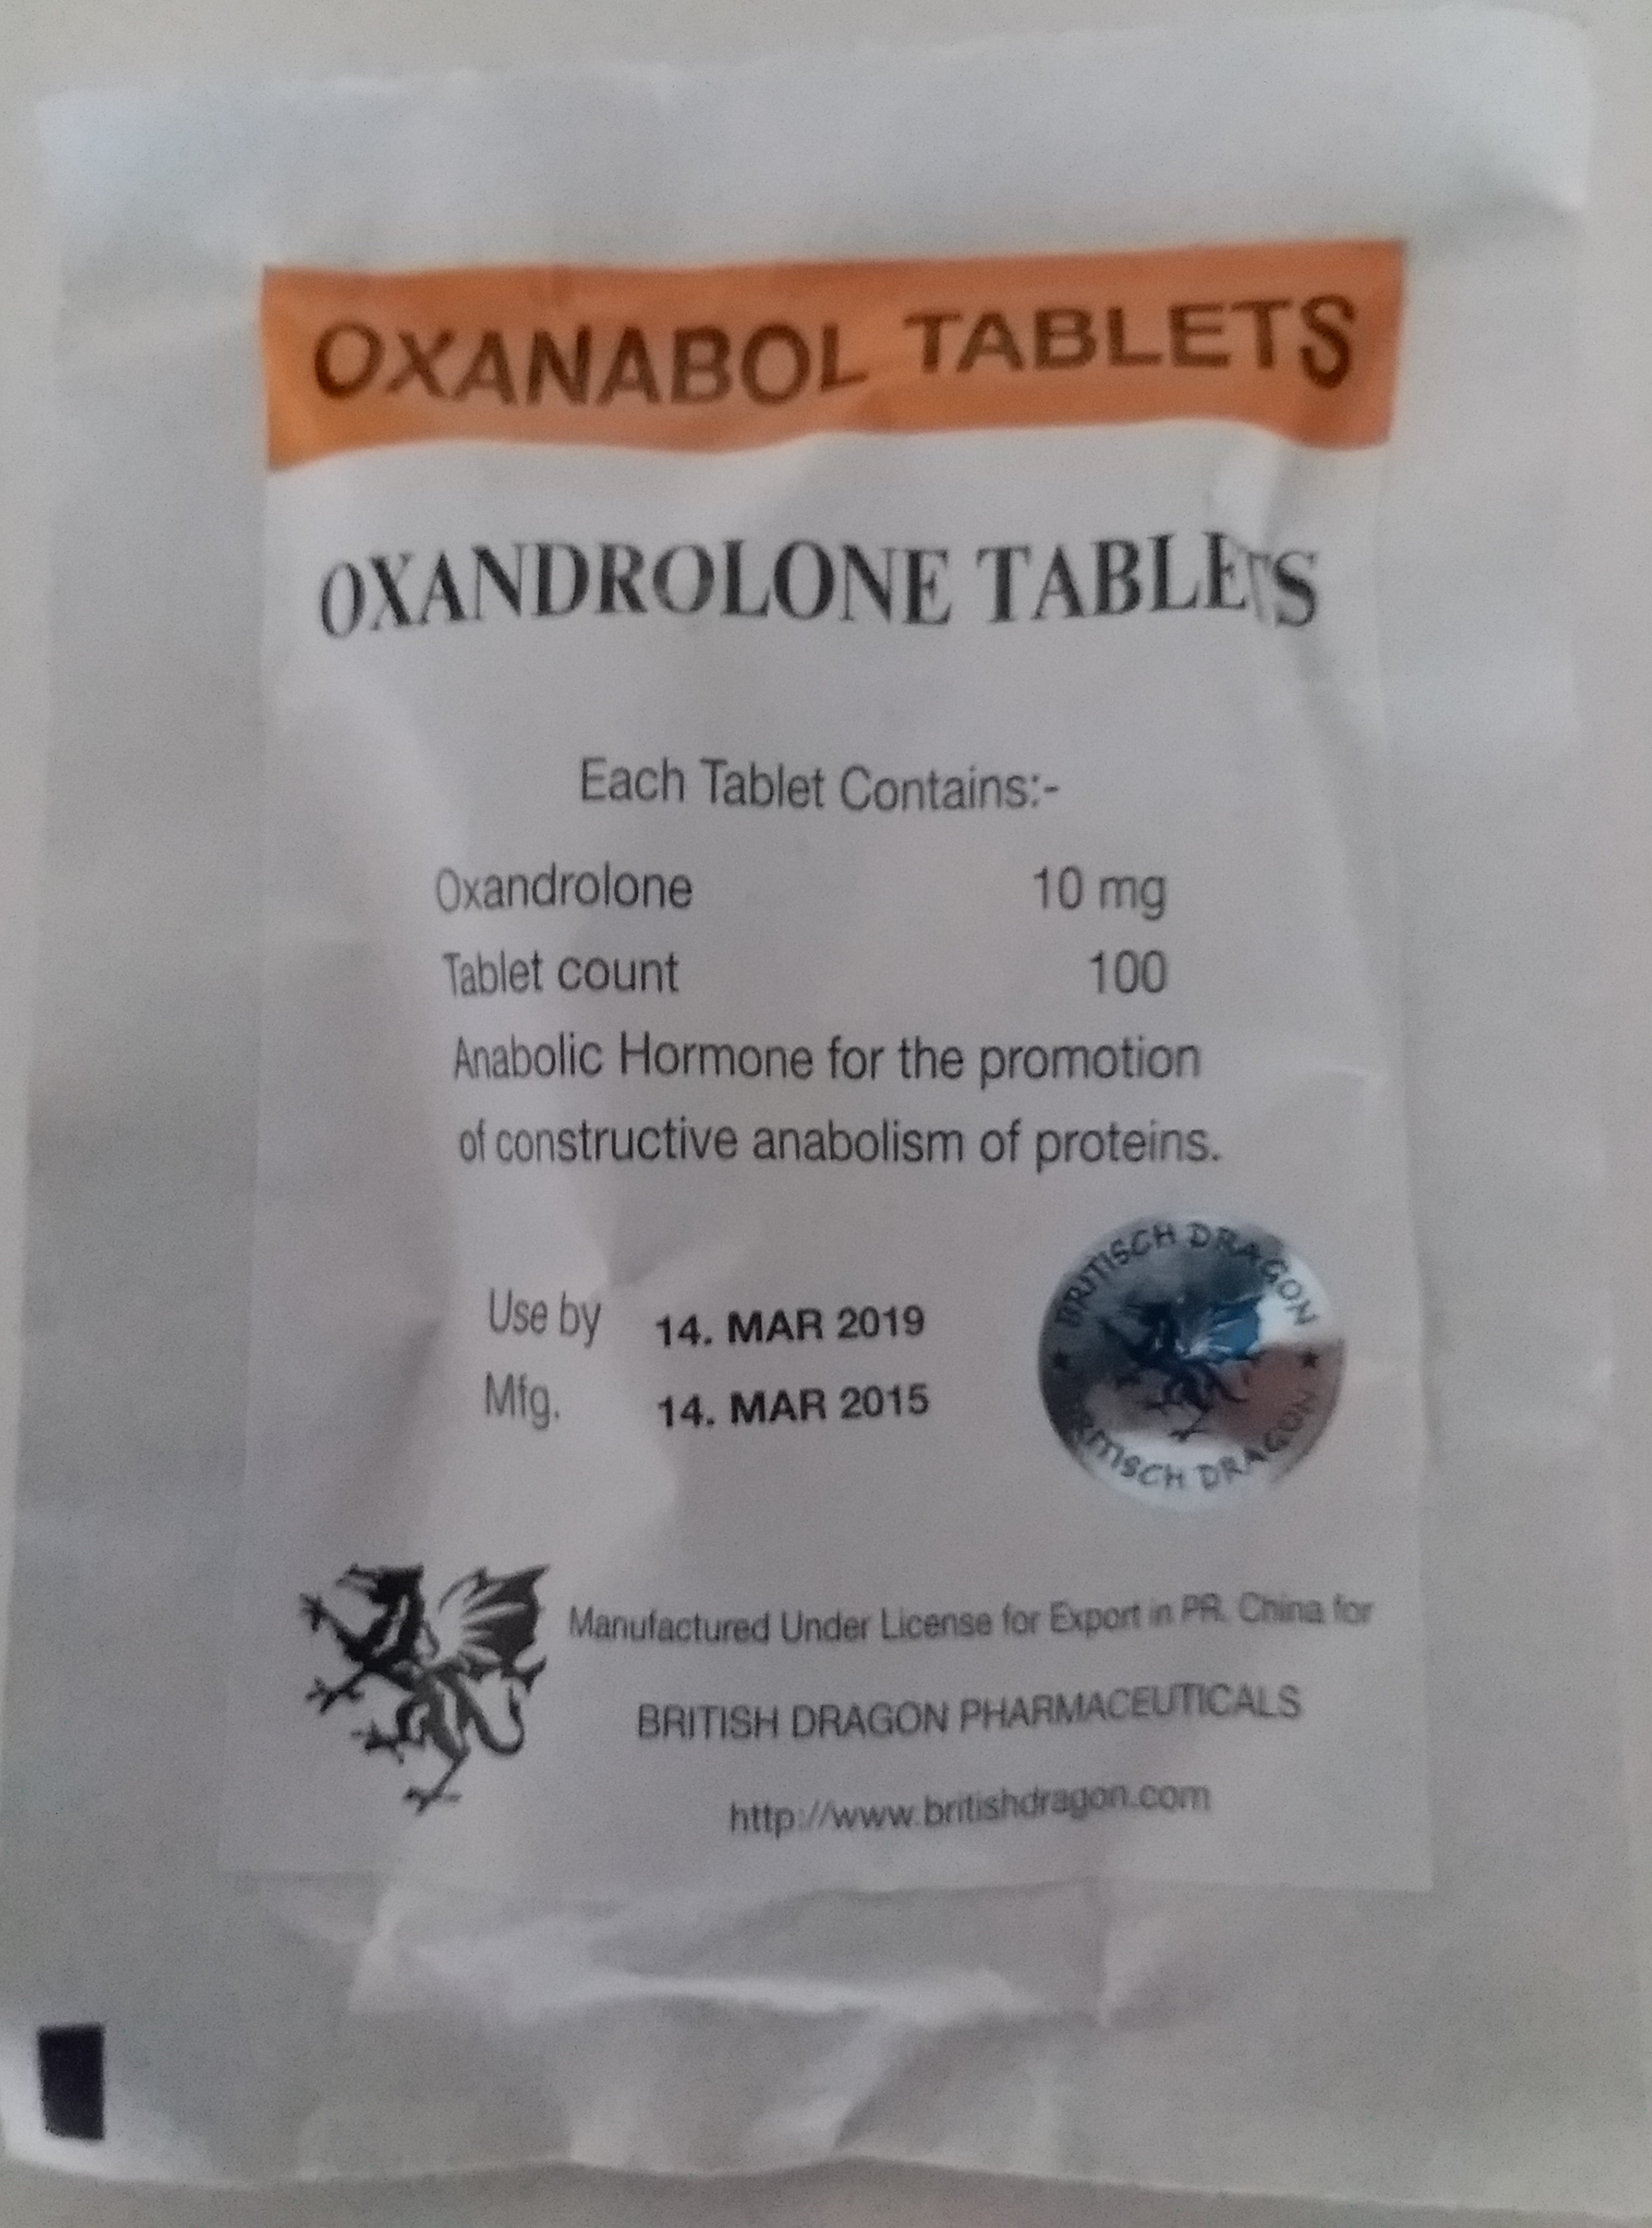 OXANABOL TABLETS
OXANDROLONE TABLETS
Each Tablet Contains:-
Oxandrolone 10 mg
Tablet count 100
Anabolic Hormone for the promotion
of constructive anabolism of proteins.
Use by 14. MAR 2019
Mfg. 14. MAR 2015
BRITISCH DRAGON
BRITISCH DRAGON
Manufactured Under License for Export in PR. China for
BRITISH DRAGON PHARMACEUTICALS
http://www.britishdragon.com